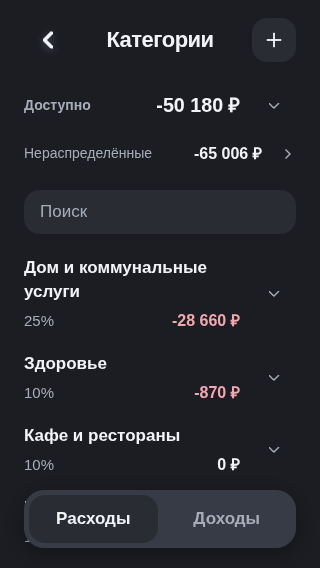 Категории
Доступно -50 180 ₽
Нераспределённые -65 006 ₽
Поиск
Дом и коммунальные
услуги
25% -28 660 ₽
Здоровье
10% -870 ₽
Кафе и рестораны
10% 0 ₽
Расходы Доходы